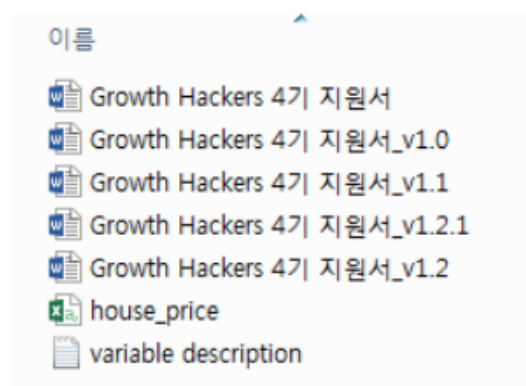 이름
Growth Hackers 4기 지원서
Growth Hackers 4기 지원서_v1.0
Growth Hackers 4기 지원서_v1.1
Growth Hackers 4기 지원서_v1.2.1
Growth Hackers 4기 지원서_v1.2
house_price
variable description